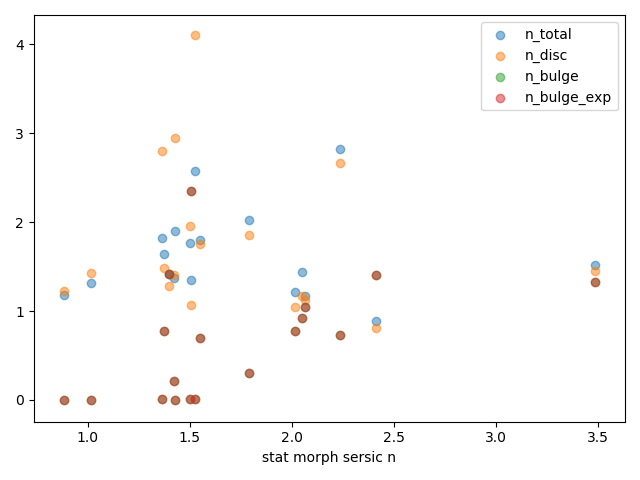 n_total
n_disc
n_bulge
n_bulge_exp
4
3
2
1
0
1.0 1.5 2.0 2.5 3.0 3.5
stat morph sersic n